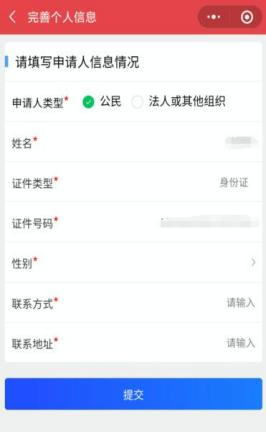 完善个人信息
请填写申请人信息情况
申请人类型* 公民 法人或其他组织
姓名*
证件类型* 身份证
证件号码*
性别*
联系方式* 请输入
联系地址* 请输入
提交